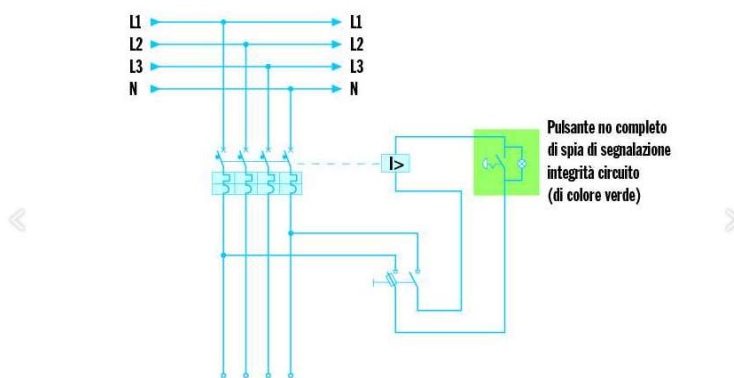 L1 L1
L2 L2
L3 L3
N N
I>
Pulsante no completo
di spia di segnalazione
integrità circuito
(di colore verde)